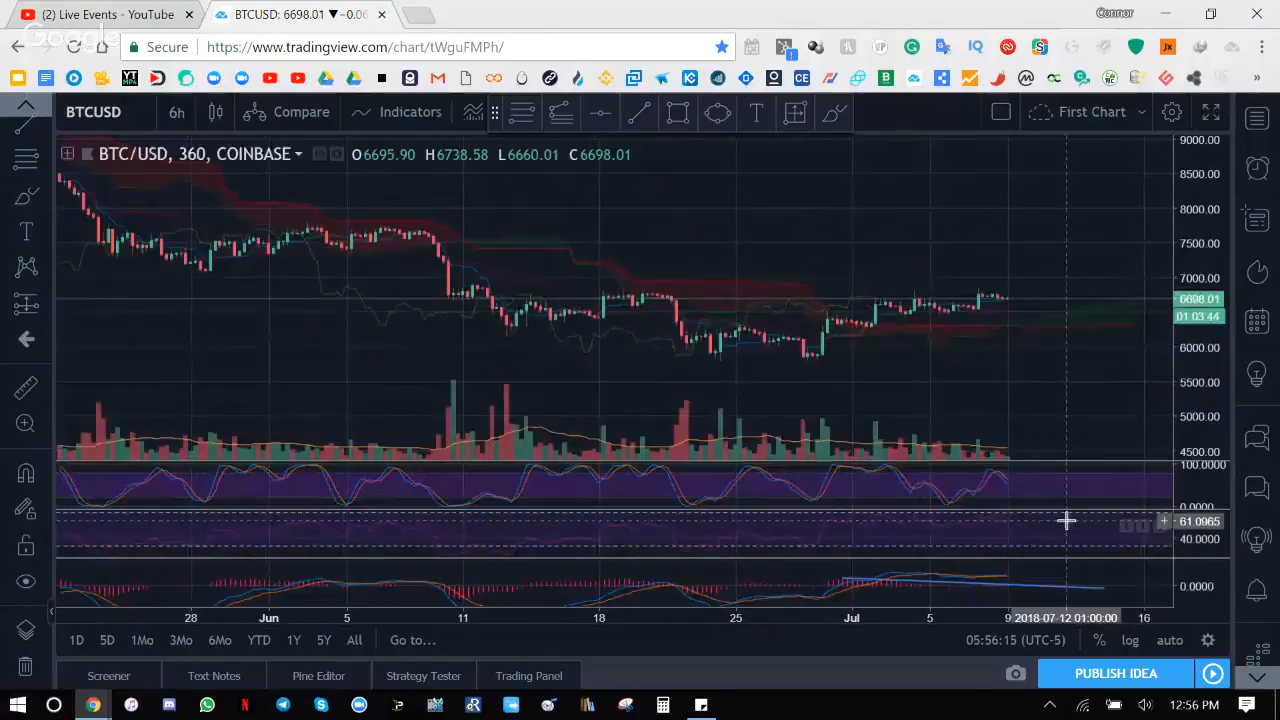 (2) Live Events - YouTube
BTCUSD: 6698.01 ▼−0.06
Connor
Google
Secure
https://www.tradingview.com/chart/tWguFMPh/
BTCUSD
6h
Compare
Indicators
First Chart
BTC/USD, 360, COINBASE
O6695.90 H6738.58 L6660.01 C6698.01
9000.00
8500.00
8000.00
7500.00
7000.00
6698.01
01:03:44
6000.00
5500.00
5000.00
4500.00
100.0000
0.0000
61.0965
40.0000
0.0000
28
Jun
5
11
18
25
Jul
5
9
2018-07-12 01:00:00
16
1D
5D
1Mo
3Mo
6Mo
YTD
1Y
5Y
All
Go to...
05:56:15 (UTC-5)
%
log
auto
Screener
Text Notes
Pine Editor
Strategy Tester
Trading Panel
PUBLISH IDEA
12:56 PM